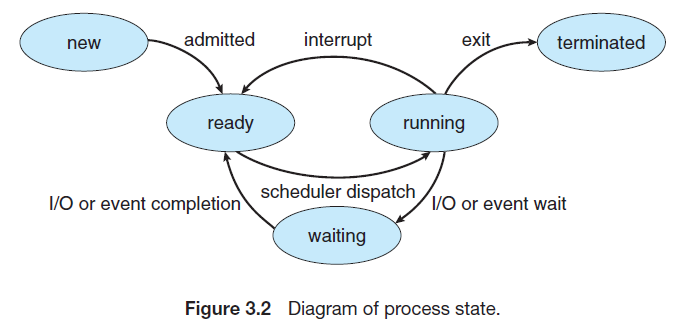 new
admitted
interrupt
exit
terminated
ready
running
I/O or event completion
scheduler dispatch
I/O or event wait
waiting
Figure 3.2 Diagram of process state.